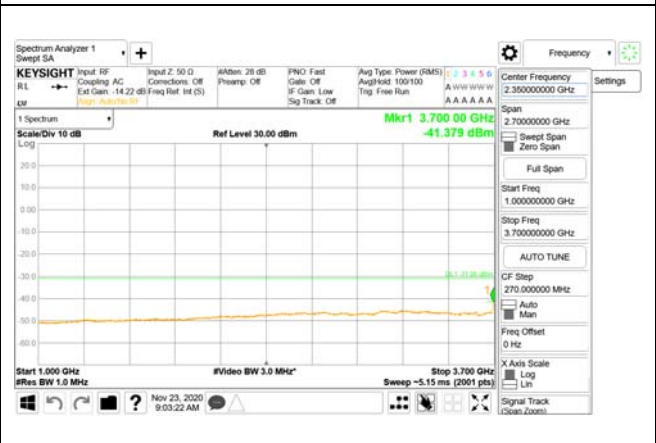 Spectrum Analyzer 1
Swept SA
Frequency
KEYSIGHT
RL
Input: RF
Coupling: AC
Ext Gain: -14.22 dB
Align: Auto/No RF
Input Z: 50 Ω
Corrections: Off
Freq Ref: Int (S)
#Atten: 28 dB
Preamp: Off
PNO: Fast
Gate: Off
IF Gain: Low
Sig Track: Off
Avg Type: Power (RMS)
Avg|Hold: 100/100
Trig: Free Run
1 2 3 4 5 6
A W W W W W
A A A A A A
Center Frequency
2.350000000 GHz
Settings
1 Spectrum
Scale/Div 10 dB
Ref Level 30.00 dBm
Mkr1 3.700 00 GHz
-41.379 dBm
Log
20.0
10.0
0.00
-10.0
-20.0
-30.0
-40.0
-50.0
-60.0
1
Start 1.000 GHz
#Res BW 1.0 MHz
#Video BW 3.0 MHz*
Stop 3.700 GHz
Sweep ~5.15 ms (2001 pts)
Span
2.70000000 GHz
Swept Span
Zero Span
Full Span
Start Freq
1.000000000 GHz
Stop Freq
3.700000000 GHz
AUTO TUNE
CF Step
270.000000 MHz
Auto
Man
Freq Offset
0 Hz
X Axis Scale
Log
Lin
Signal Track
(Span Zoom)
Nov 23, 2020
9:03:22 AM